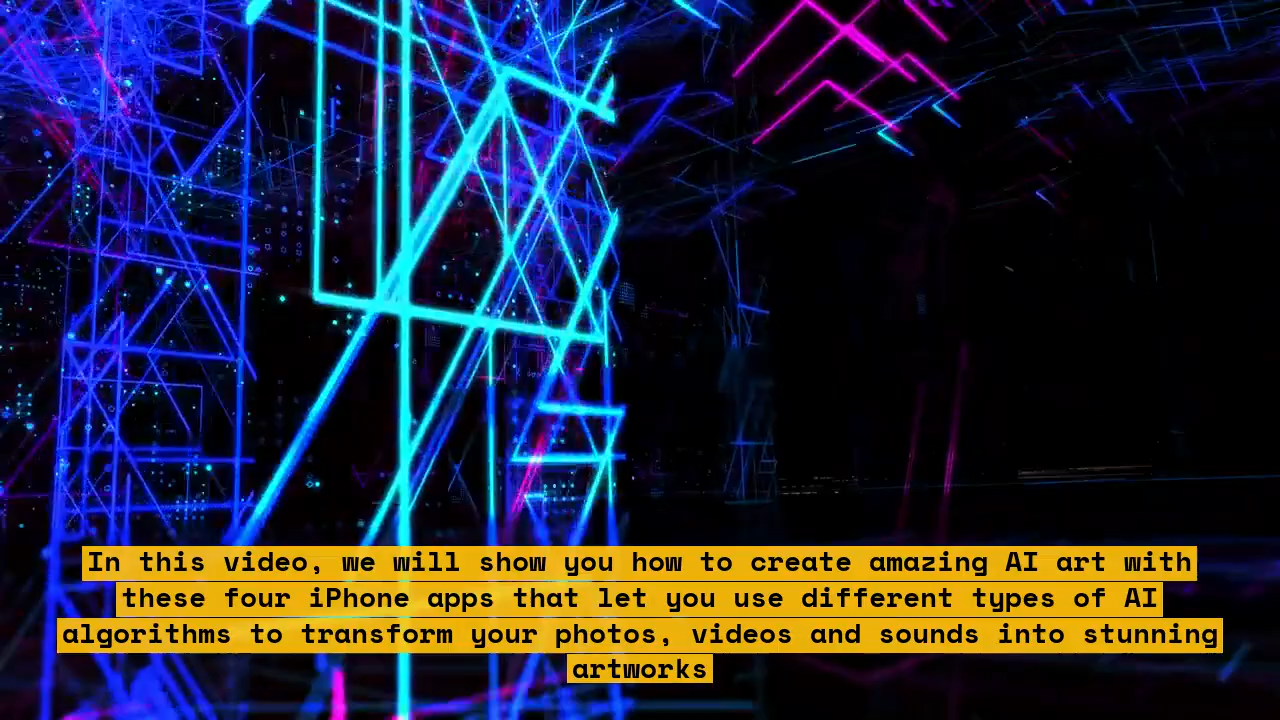 In this video, we will show you how to create amazing AI art with
these four iPhone apps that let you use different types of AI
algorithms to transform your photos, videos and sounds into stunning
artworks